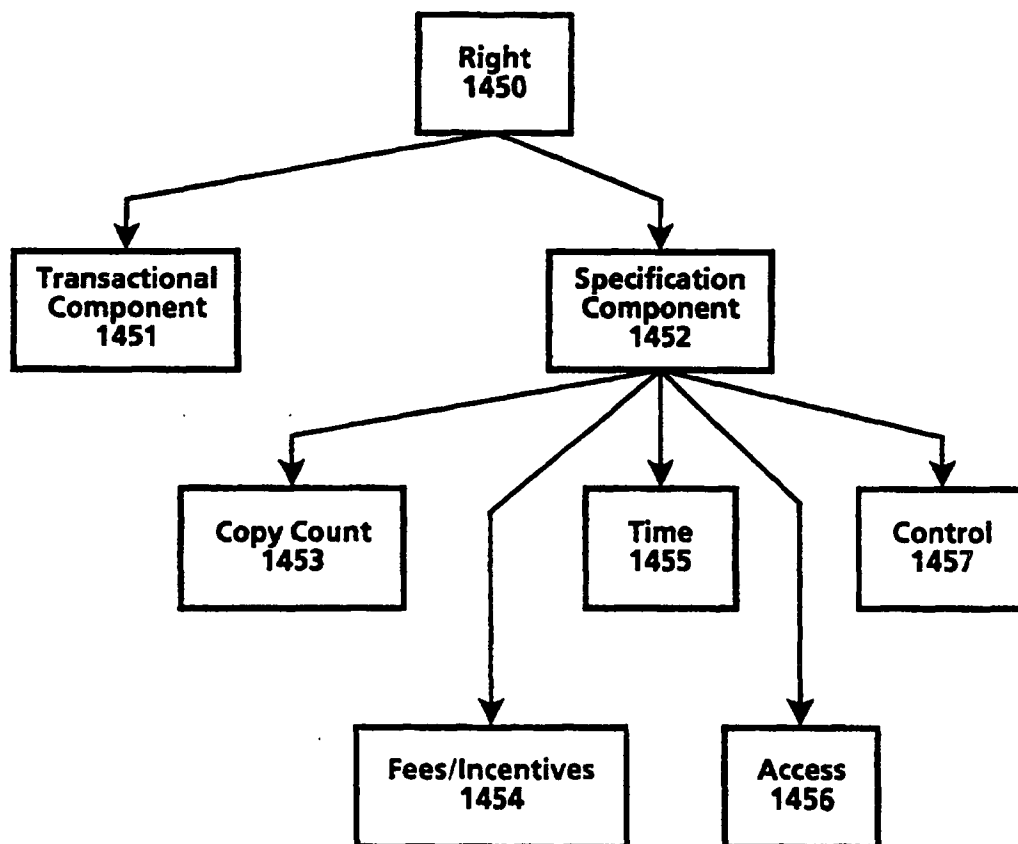 Right
1450
Transactional
Component
1451
Specification
Component
1452
Copy Count
1453
Time
1455
Control
1457
Fees/Incentives
1454
Access
1456